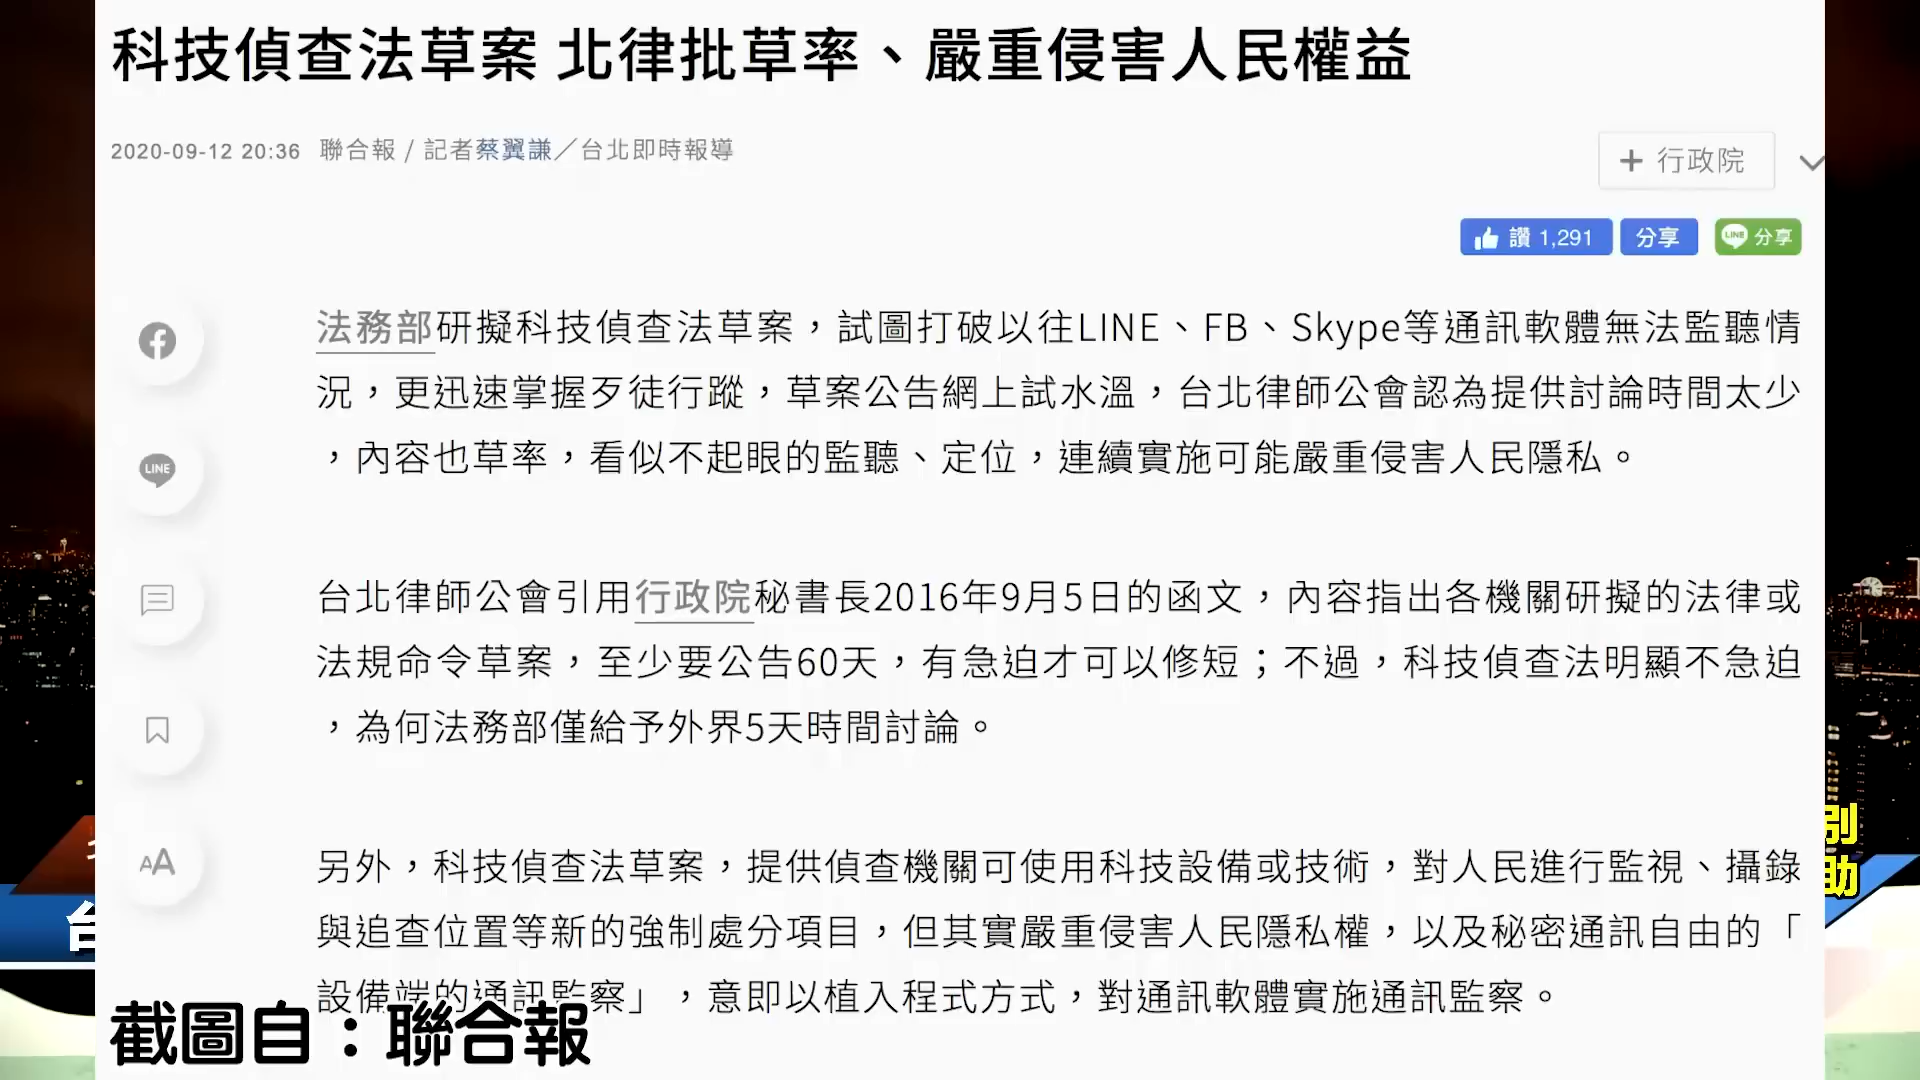 科技偵查法草案 北律批草率、嚴重侵害人民權益
2020-09-12 20:36 聯合報 / 記者蔡翼謙／台北即時報導
+ 行政院
讚 1,291
分享
LINE 分享
法務部研擬科技偵查法草案，試圖打破以往LINE、FB、Skype等通訊軟體無法監聽情
況，更迅速掌握歹徒行蹤，草案公告網上試水溫，台北律師公會認為提供討論時間太少
，內容也草率，看似不起眼的監聽、定位，連續實施可能嚴重侵害人民隱私。
LINE
台北律師公會引用行政院秘書長2016年9月5日的函文，內容指出各機關研擬的法律或
法規命令草案，至少要公告60天，有急迫才可以修短；不過，科技偵查法明顯不急迫
，為何法務部僅給予外界5天時間討論。
AA
另外，科技偵查法草案，提供偵查機關可使用科技設備或技術，對人民進行監視、攝錄
與追查位置等新的強制處分項目，但其實嚴重侵害人民隱私權，以及秘密通訊自由的「
設備端的通訊監察」，意即以植入程式方式，對通訊軟體實施通訊監察。
別
助
台
截圖自：聯合報